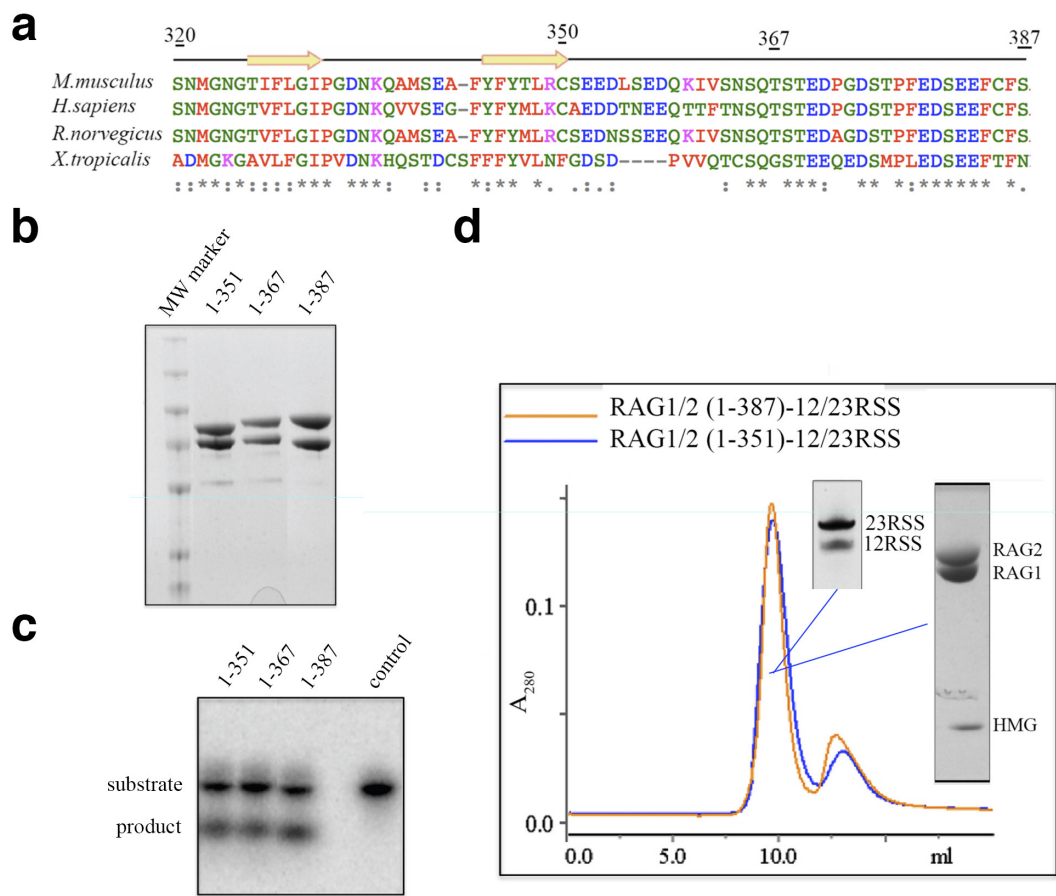 a
320 350 367 387
M.musculus SNMGNGTIFLGIPGDNKQAMSEA-FYFYTLRCSEEDLSEDQKIVSNSQTSTEDPGDSTPFEDSEEFCFS.
H.sapiens SNMGNGTVFLGIPGDNKQVVSEG-FYFYMLKCAEDDTNEEQTTFTNSQTSTEDPGDSTPFEDSEEFCFS.
R.norvegicus SNMGNGTVFLGIPGDNKQAMSEA-FYFYMLRCSEDNSSEEQKIVSNSQTSTEDAGDSTPFEDSEEFCFS.
X.tropicalis ADMGKGAVLFGIPVDNKHQSTDCSFFFYVLNFGDSD----PVVQTCSQGSTEEQEDSMPLEDSEEFTFN
::**:*::::***:***: :: *:** *. :.: : ** ***: ** *:******* *.
b
MW marker 1-351 1-367 1-387
c
1-351 1-367 1-387 control
substrate
product
d
RAG1/2 (1-387)-12/23RSS
RAG1/2 (1-351)-12/23RSS
23RSS
12RSS
RAG2
RAG1
HMG
A280
0.1
0.0
0.0 5.0 10.0 ml